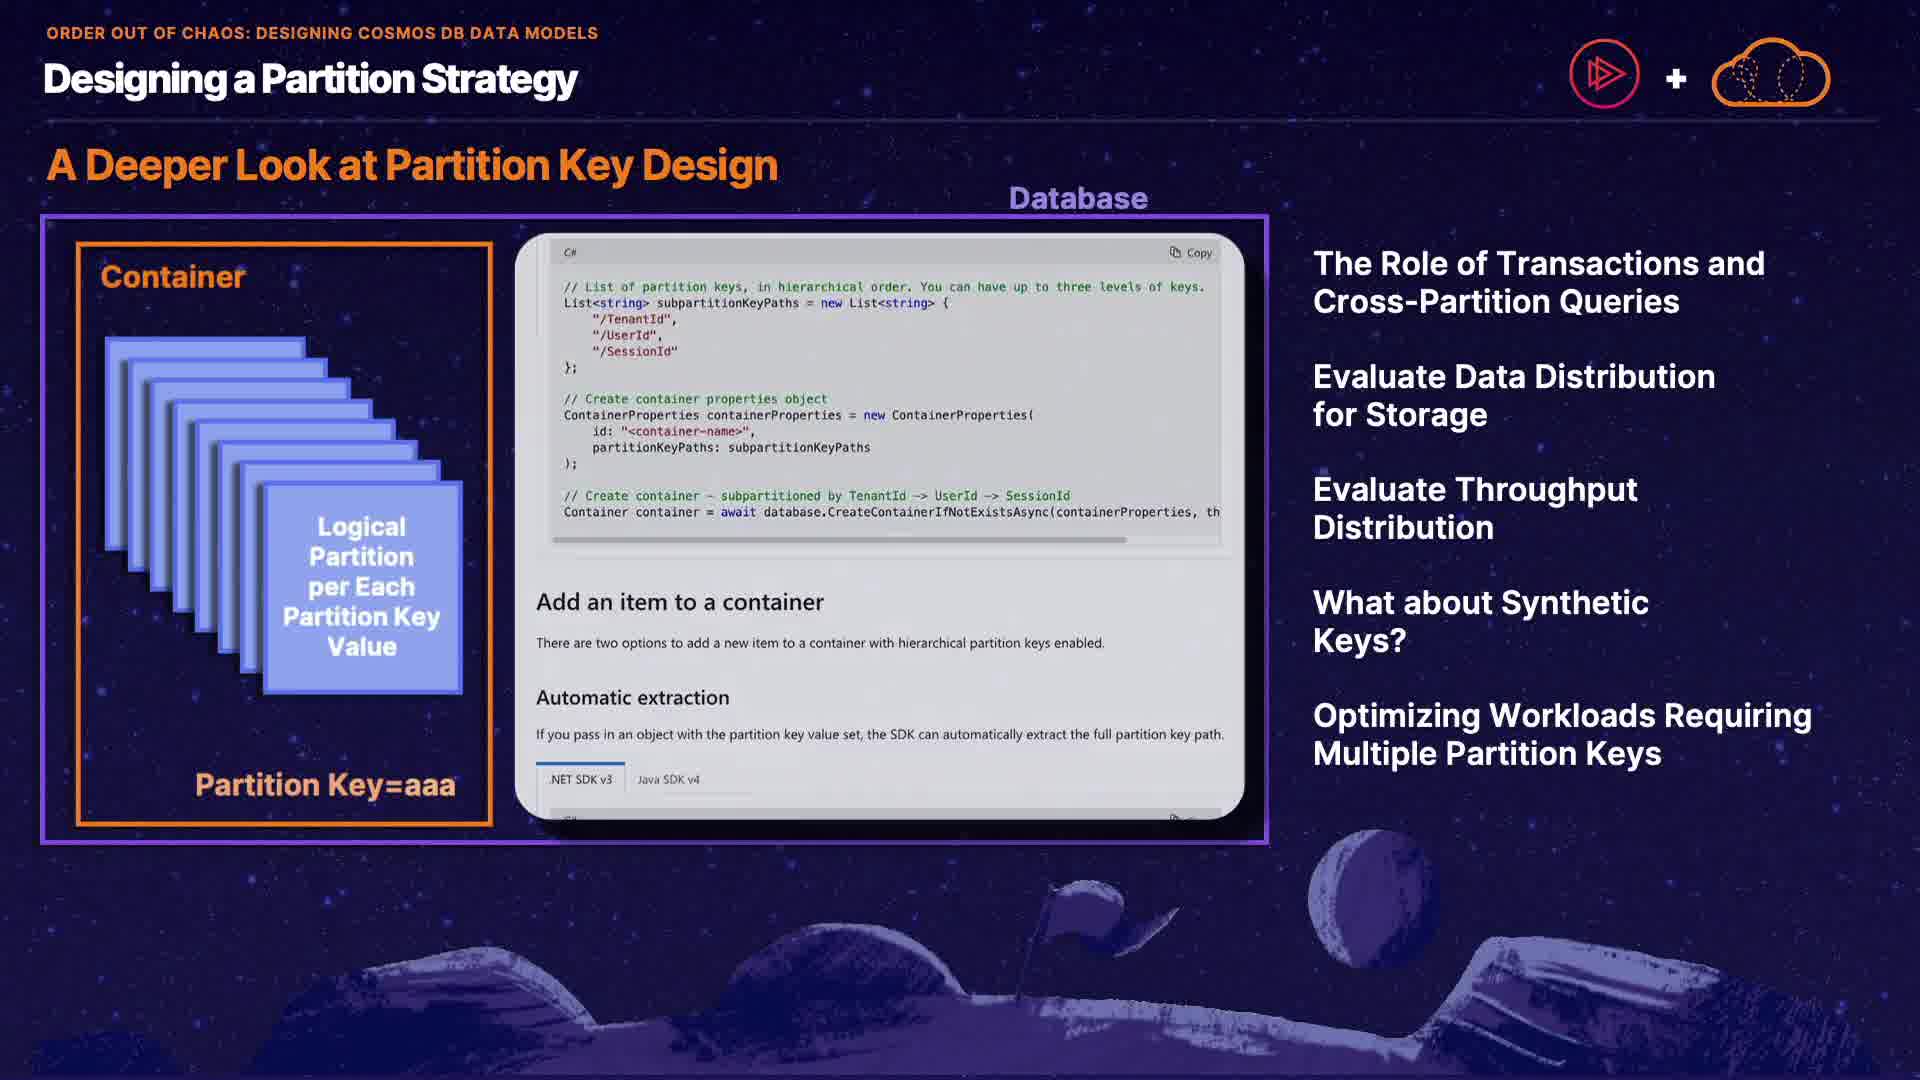 ORDER OUT OF CHAOS: DESIGNING COSMOS DB DATA MODELS
Designing a Partition Strategy
A Deeper Look at Partition Key Design
Database
Container
Logical
Partition
per Each
Partition Key
Value
Partition Key=aaa
C#
Copy
// List of partition keys, in hierarchical order. You can have up to three levels of keys.
List<string> subpartitionKeyPaths = new List<string> {
"/TenantId",
"/UserId",
"/SessionId"
};
// Create container properties object
ContainerProperties containerProperties = new ContainerProperties(
id: "<container-name>",
partitionKeyPaths: subpartitionKeyPaths
);
// Create container - subpartitioned by TenantId -> UserId -> SessionId
Container container = await database.CreateContainerIfNotExistsAsync(containerProperties, th
Add an item to a container
There are two options to add a new item to a container with hierarchical partition keys enabled.
Automatic extraction
If you pass in an object with the partition key value set, the SDK can automatically extract the full partition key path.
.NET SDK v3 Java SDK v4
The Role of Transactions and
Cross-Partition Queries
Evaluate Data Distribution
for Storage
Evaluate Throughput
Distribution
What about Synthetic
Keys?
Optimizing Workloads Requiring
Multiple Partition Keys